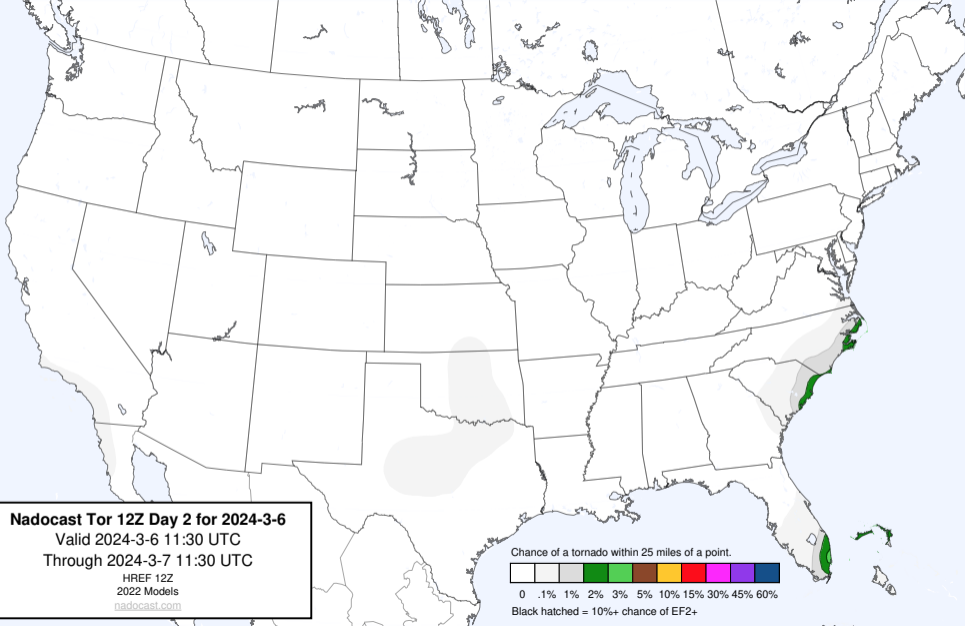 Nadocast Tor 12Z Day 2 for 2024-3-6
Valid 2024-3-6 11:30 UTC
Through 2024-3-7 11:30 UTC
HREF 12Z
2022 Models
nadocast.com
Chance of a tornado within 25 miles of a point.
0 .1% 1% 2% 3% 5% 10% 15% 30% 45% 60%
Black hatched = 10%+ chance of EF2+